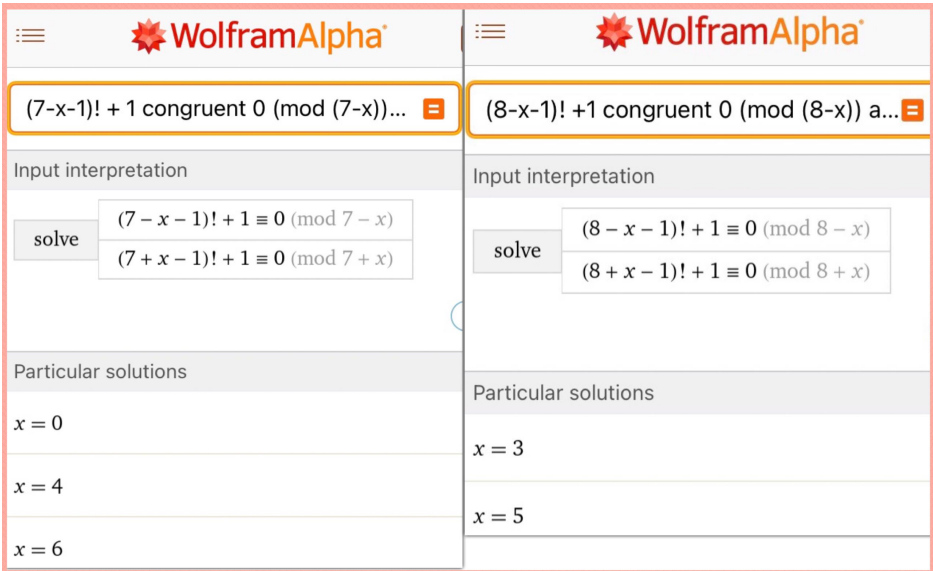 WolframAlpha
(7-x-1)! + 1 congruent 0 (mod (7-x))...
Input interpretation
solve
(7 − x − 1)! + 1 ≡ 0 (mod 7 − x)
(7 + x − 1)! + 1 ≡ 0 (mod 7 + x)
Particular solutions
x = 0
x = 4
x = 6
WolframAlpha
(8-x-1)! +1 congruent 0 (mod (8-x)) a...
Input interpretation
solve
(8 − x − 1)! + 1 ≡ 0 (mod 8 − x)
(8 + x − 1)! + 1 ≡ 0 (mod 8 + x)
Particular solutions
x = 3
x = 5